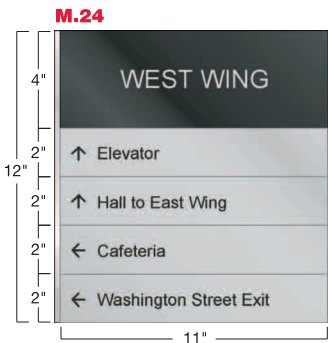 M.24
4"
WEST WING
2"
↑ Elevator
12"
2"
↑ Hall to East Wing
2"
← Cafeteria
2"
← Washington Street Exit
11"